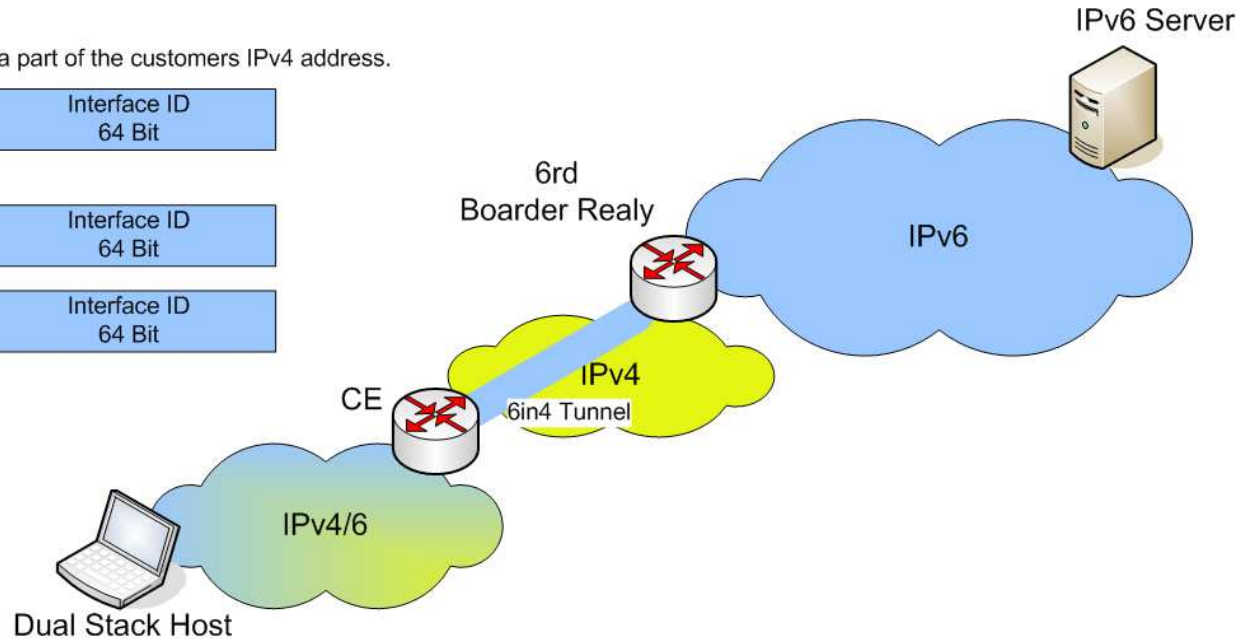 IPv6 Server
a part of the customers IPv4 address.
Interface ID
64 Bit
6rd
Boarder Realy
Interface ID
64 Bit
IPv6
Interface ID
64 Bit
IPv4
CE
6in4 Tunnel
IPv4/6
Dual Stack Host